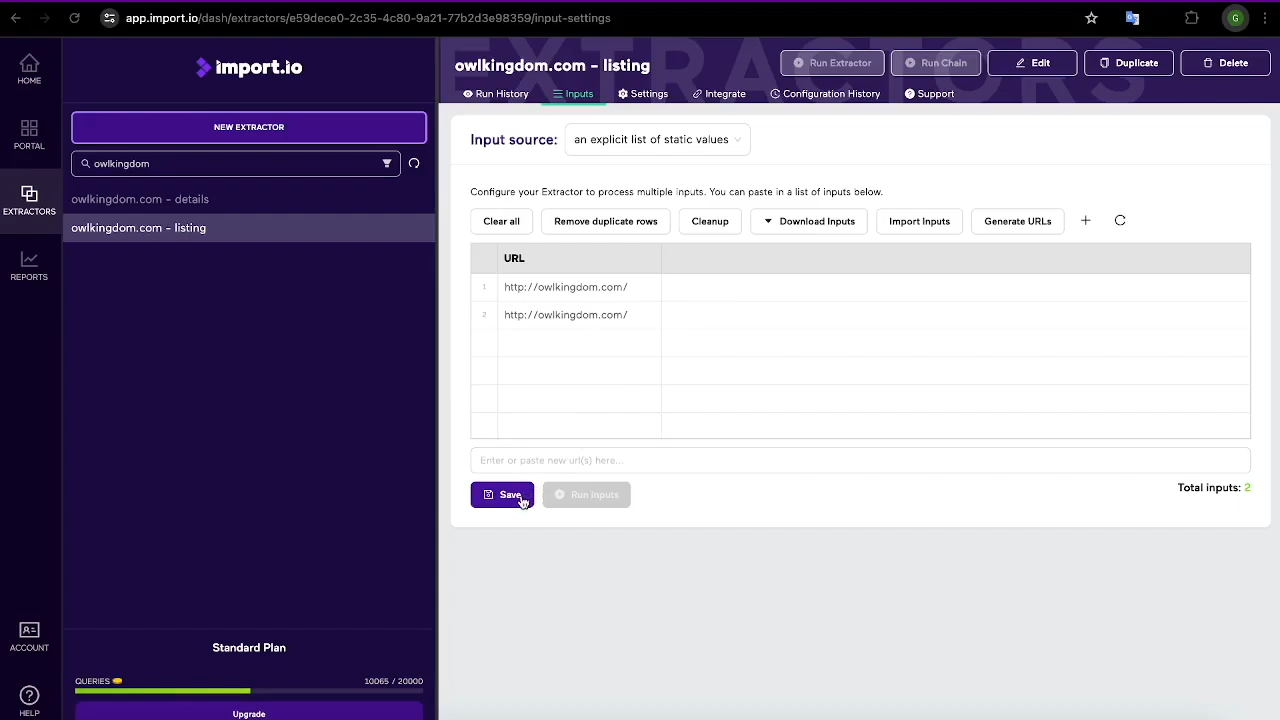 app.import.io/dash/extractors/e59dece0-2c35-4c80-9a21-77b2d3e98359/input-settings
G
HOME
PORTAL
EXTRACTORS
REPORTS
ACCOUNT
HELP
import.io
NEW EXTRACTOR
owlkingdom
owlkingdom.com - details
owlkingdom.com - listing
Standard Plan
QUERIES 10065 / 20000
Upgrade
EXTRACTORS
owlkingdom.com - listing
Run Extractor Run Chain Edit Duplicate Delete
Run History Inputs Settings Integrate Configuration History Support
Input source: an explicit list of static values
Configure your Extractor to process multiple inputs. You can paste in a list of inputs below.
Clear all Remove duplicate rows Cleanup Download Inputs Import Inputs Generate URLs
URL
1 http://owlkingdom.com/
2 http://owlkingdom.com/
Enter or paste new url(s) here...
Save Run Inputs Total inputs: 2